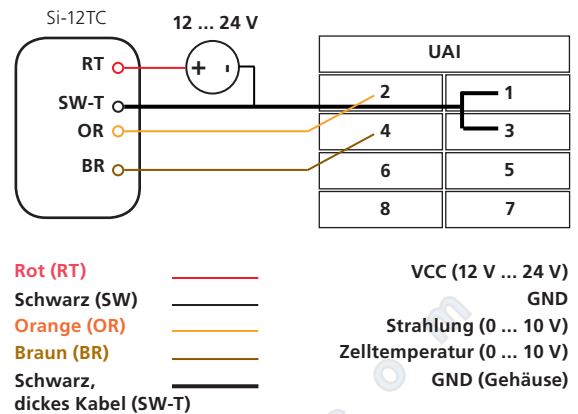 Si-12TC
12 ... 24 V
RT
+ -
SW-T
OR
BR
UAI
2 1
4 3
6 5
8 7
Rot (RT) VCC (12 V ... 24 V)
Schwarz (SW) GND
Orange (OR) Strahlung (0 ... 10 V)
Braun (BR) Zelltemperatur (0 ... 10 V)
Schwarz, GND (Gehäuse)
dickes Kabel (SW-T)